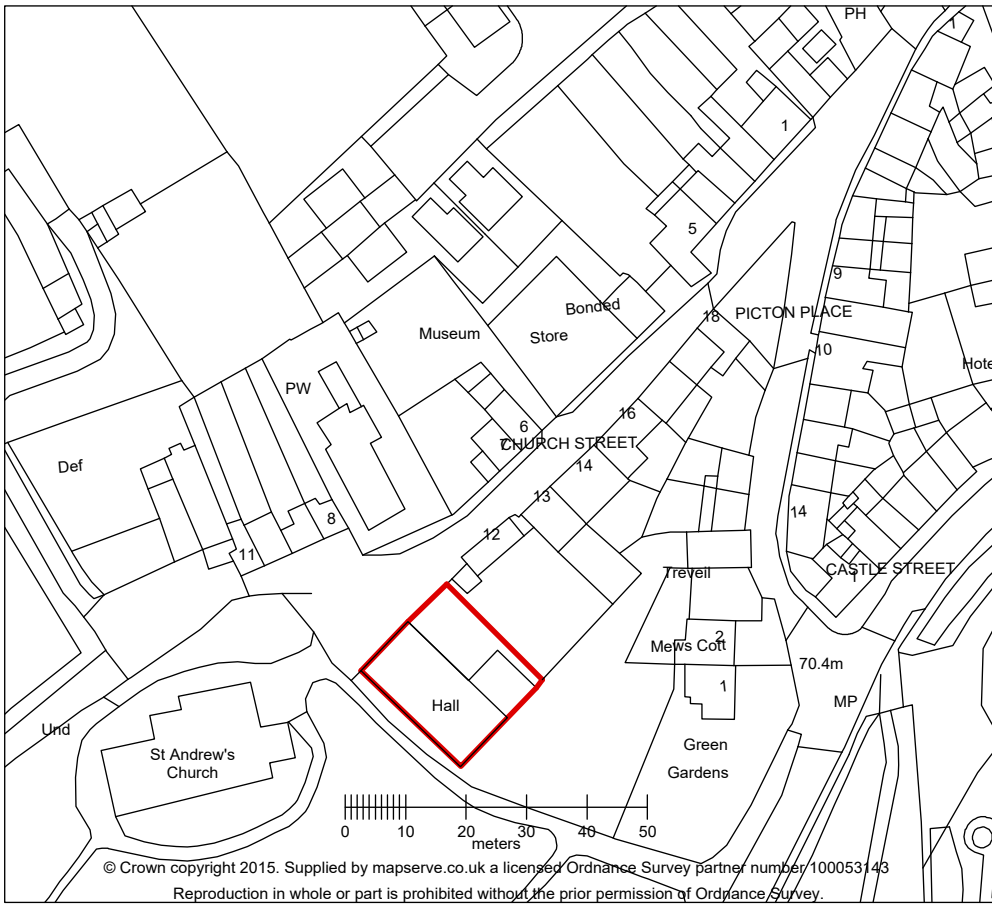 PH
1
1
5
9
Bonded
PICTON PLACE
18
Museum
Store
10
Hote
PW
16
6
7
CHURCH STREET
14
Def
13
14
8
12
11
CASTLE STREET
Treveil
1
2
Mews Cott
70.4m
1
MP
Hall
Und
St Andrew's
Church
Green
Gardens
0 10 20 30 40 50
meters
© Crown copyright 2015. Supplied by mapserve.co.uk a licensed Ordnance Survey partner number 100053143
Reproduction in whole or part is prohibited without the prior permission of Ordnance Survey.